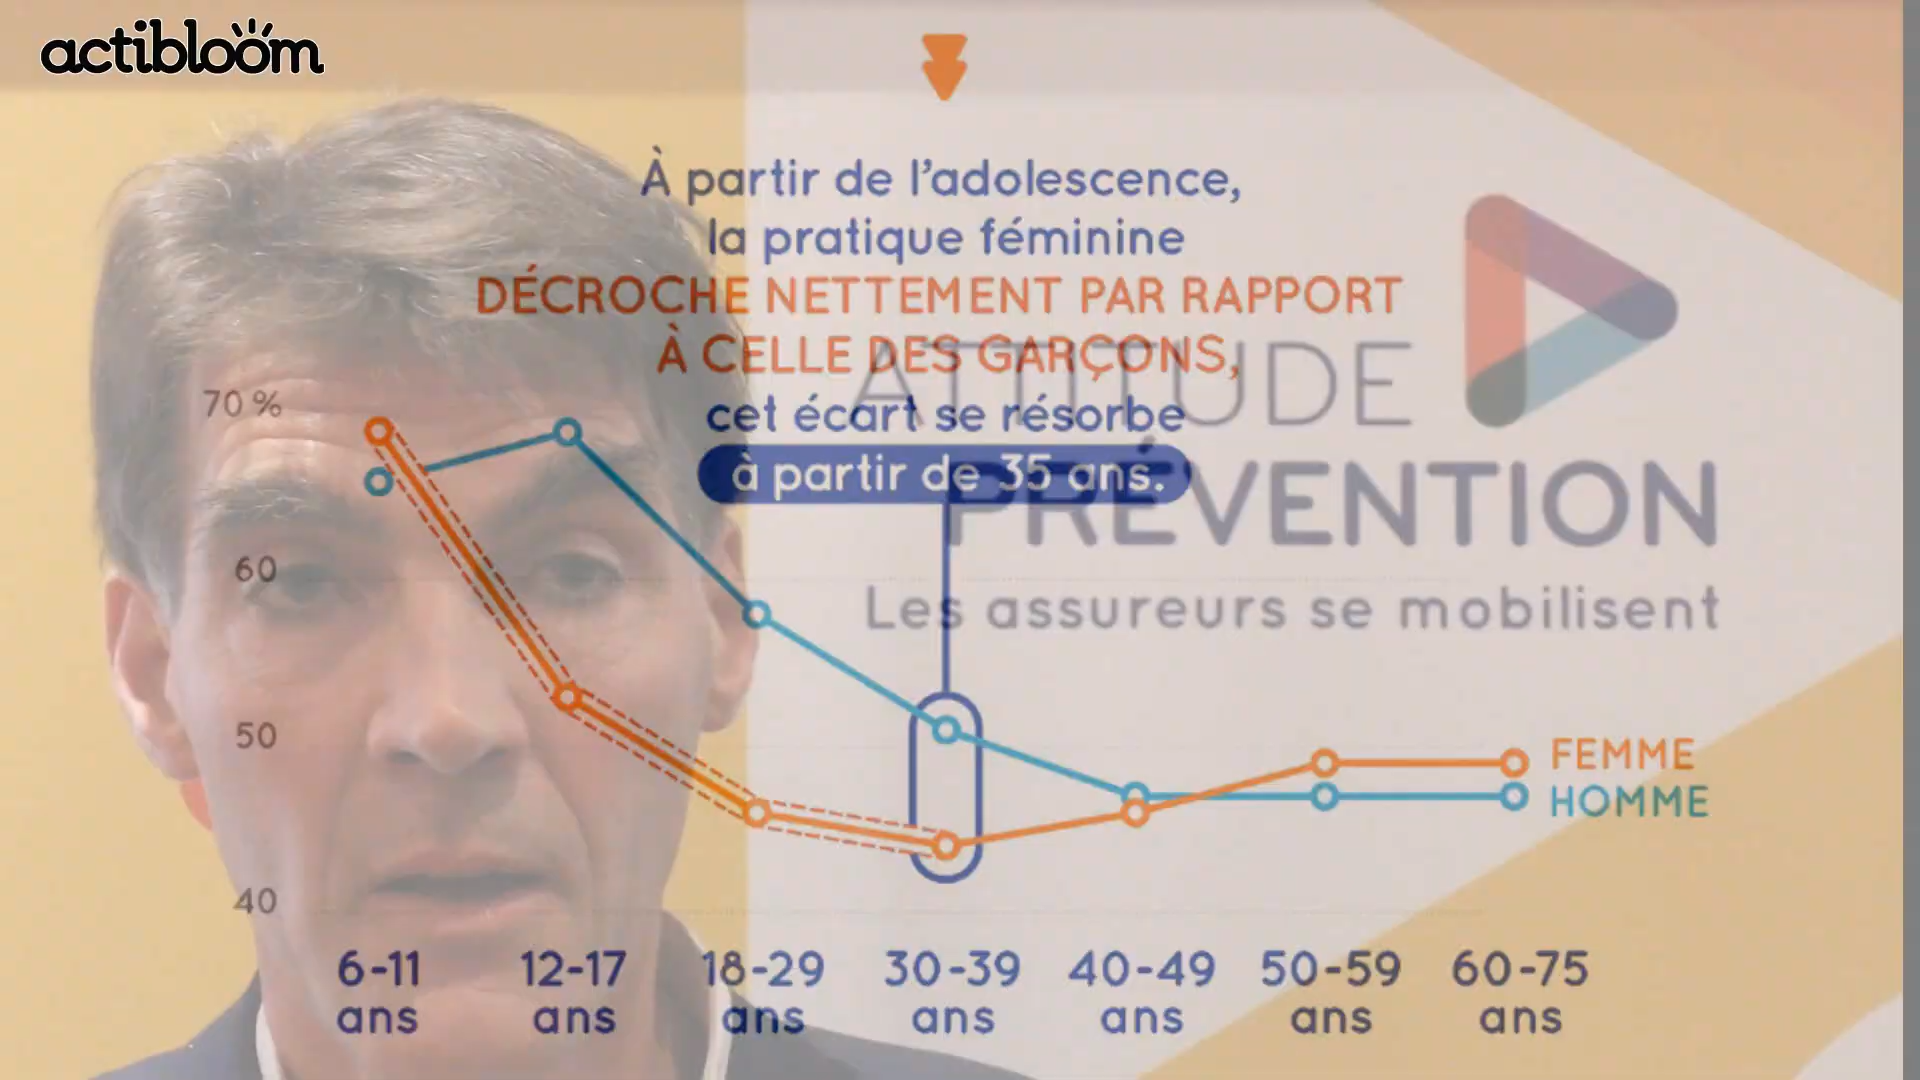 actibloom
À partir de l'adolescence,
la pratique féminine
DÉCROCHE NETTEMENT PAR RAPPORT
À CELLE DES GARÇONS,
cet écart se résorbe
à partir de 35 ans.
ATTITUDE
PRÉVENTION
Les assureurs se mobilisent
70 %
60
50
40
FEMME
HOMME
6-11 ans
12-17 ans
18-29 ans
30-39 ans
40-49 ans
50-59 ans
60-75 ans